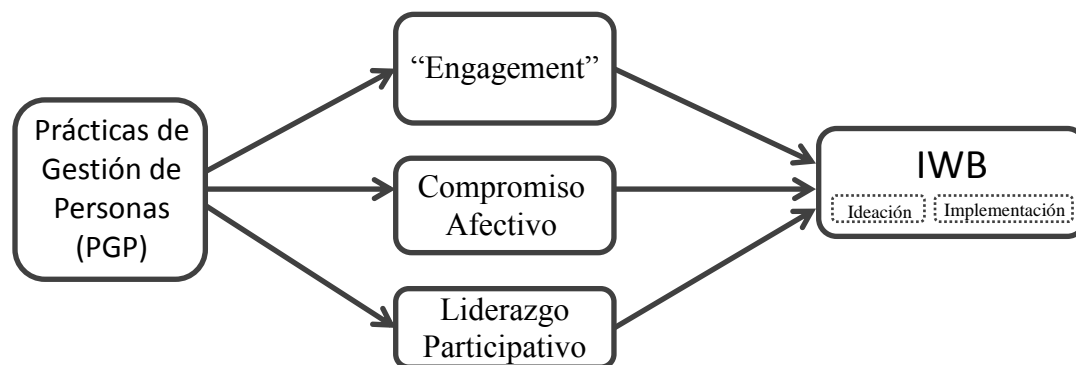 Prácticas de
Gestión de
Personas
(PGP)
“Engagement”
Compromiso
Afectivo
Liderazgo
Participativo
IWB
Ideación
Implementación